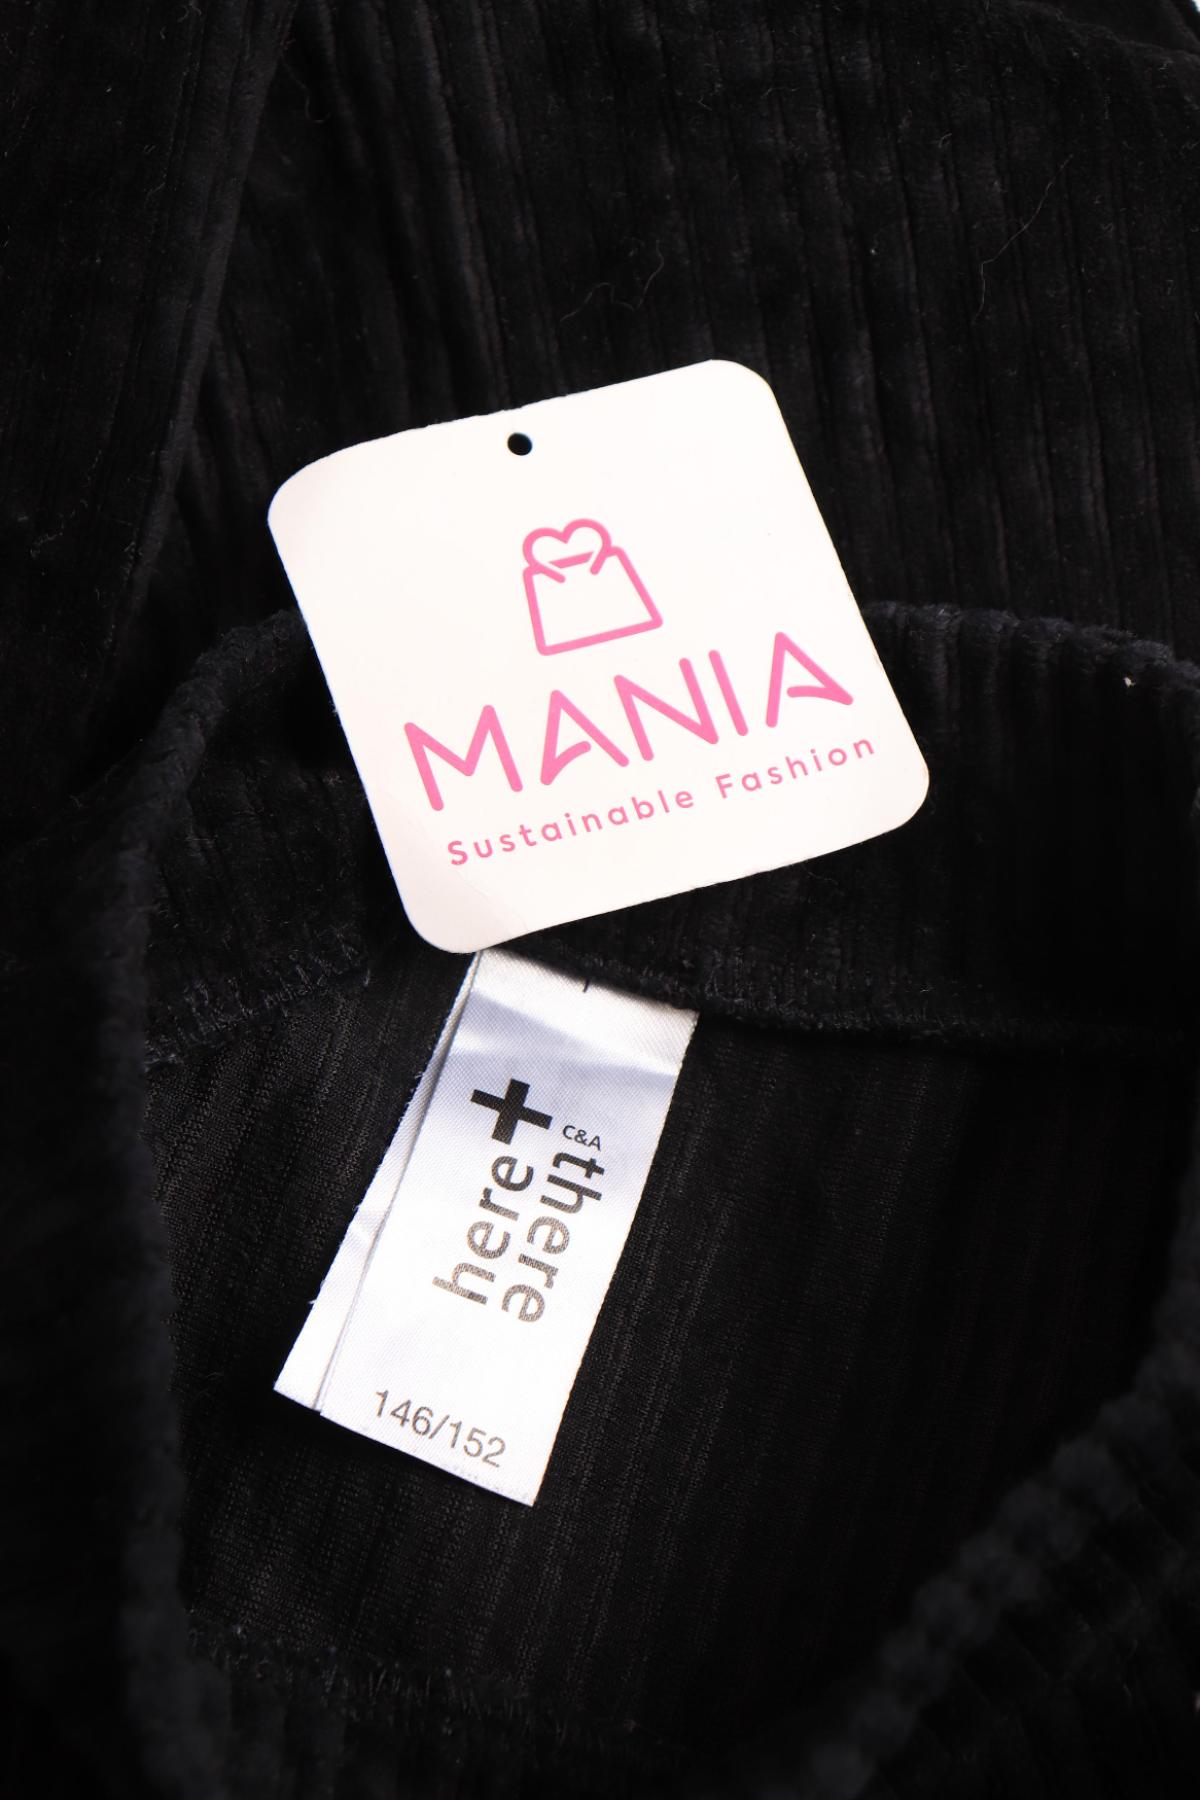 MANIA
Sustainable Fashion
C&A
here+there
146/152